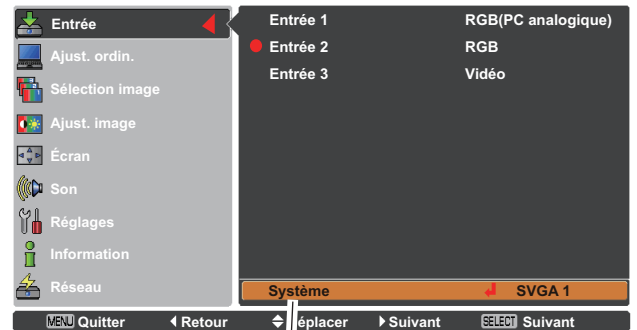 Entrée
Ajust. ordin.
Sélection image
Ajust. image
Écran
Son
Réglages
Information
Réseau
Entrée 1 RGB(PC analogique)
Entrée 2 RGB
Entrée 3 Vidéo
Système SVGA 1
MENU Quitter Retour éplacer Suivant SELECT Suivant